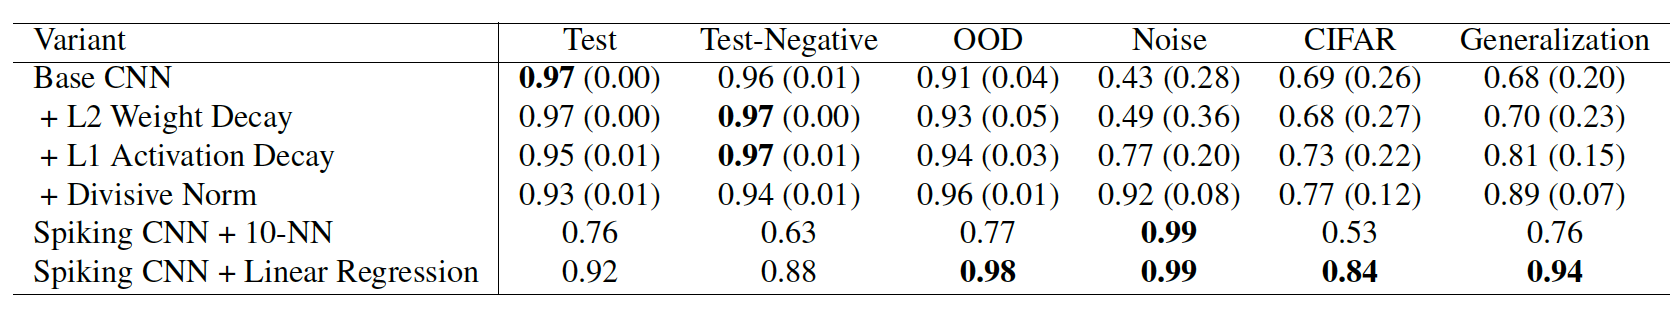 Variant Test Test-Negative OOD Noise CIFAR Generalization
Base CNN 0.97 (0.00) 0.96 (0.01) 0.91 (0.04) 0.43 (0.28) 0.69 (0.26) 0.68 (0.20)
+ L2 Weight Decay 0.97 (0.00) 0.97 (0.00) 0.93 (0.05) 0.49 (0.36) 0.68 (0.27) 0.70 (0.23)
+ L1 Activation Decay 0.95 (0.01) 0.97 (0.01) 0.94 (0.03) 0.77 (0.20) 0.73 (0.22) 0.81 (0.15)
+ Divisive Norm 0.93 (0.01) 0.94 (0.01) 0.96 (0.01) 0.92 (0.08) 0.77 (0.12) 0.89 (0.07)
Spiking CNN + 10-NN 0.76 0.63 0.77 0.99 0.53 0.76
Spiking CNN + Linear Regression 0.92 0.88 0.98 0.99 0.84 0.94